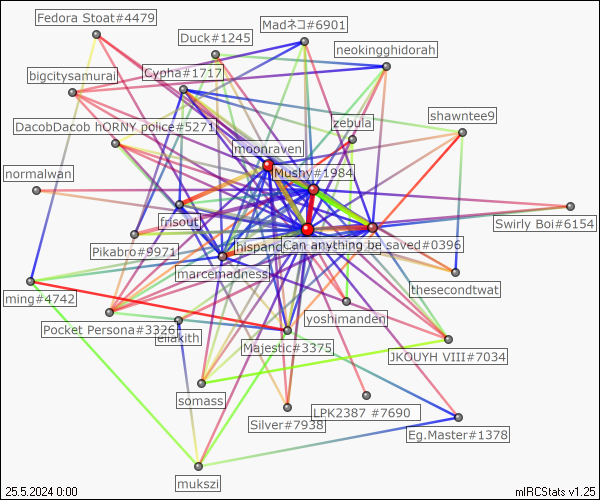 Fedora Stoat#4479
Duck#1245
Madネコ#6901
neokingghidorah
bigcitysamurai
Cypha#1717
shawntee9
zebula
DacobDacob hORNY police#5271
moonraven
Mushy#1984
normalwan
frisout
Swirly Boi#6154
Pikabro#9971
hispan
Can anything be saved#0396
marcemadness
thesecondtwat
ming#4742
yoshimanden
Pocket Persona#3326
eliakith
Majestic#3375
JKOUYH VIII#7034
somass
LPK2387 #7690
Silver#7938
Eg.Master#1378
mukszi
25.5.2024 0:00
mIRCStats v1.25